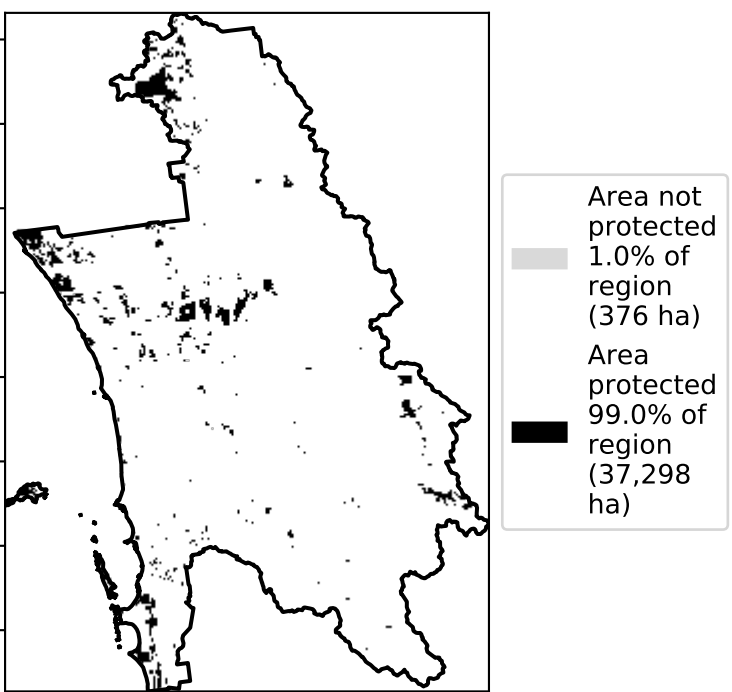 Area not
protected
1.0% of
region
(376 ha)
Area
protected
99.0% of
region
(37,298
ha)